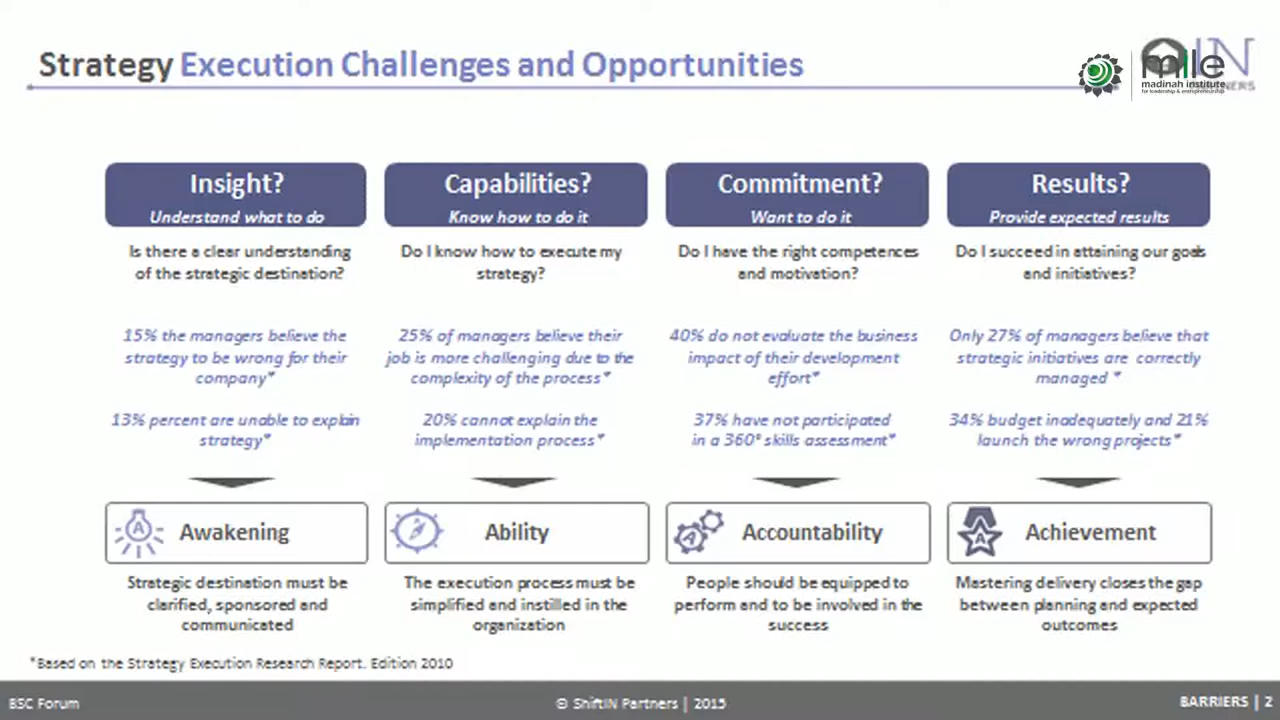 Strategy Execution Challenges and Opportunities
mile
madinah institute
for leadership & entrepreneurship
IN
NERS
Insight?
Understand what to do
Is there a clear understanding
of the strategic destination?
15% the managers believe the
strategy to be wrong for their
company*
13% percent are unable to explain
strategy*
A
Awakening
Strategic destination must be
clarified, sponsored and
communicated
Capabilities?
Know how to do it
Do I know how to execute my
strategy?
25% of managers believe their
job is more challenging due to the
complexity of the process*
20% cannot explain the
implementation process*
Ability
The execution process must be
simplified and instilled in the
organization
Commitment?
Want to do it
Do I have the right competences
and motivation?
40% do not evaluate the business
impact of their development
effort*
37% have not participated
in a 360° skills assessment*
A
Accountability
People should be equipped to
perform and to be involved in the
success
Results?
Provide expected results
Do I succeed in attaining our goals
and initiatives?
Only 27% of managers believe that
strategic initiatives are correctly
managed *
34% budget inadequately and 21%
launch the wrong projects*
A
Achievement
Mastering delivery closes the gap
between planning and expected
outcomes
*Based on the Strategy Execution Research Report. Edition 2010
BSC Forum
© ShiftIN Partners | 2015
BARRIERS | 2